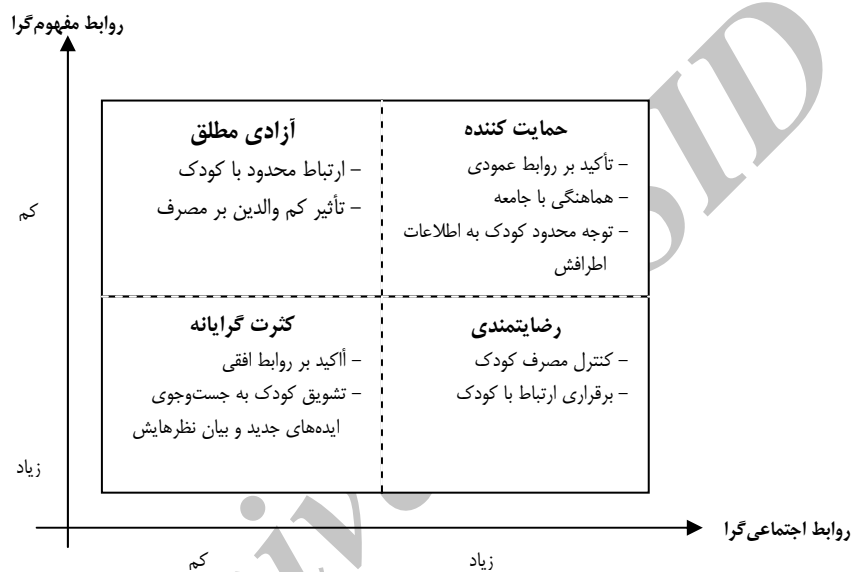 روابط مفهوم‌گرا
حمایت کننده
– تأکید بر روابط عمودی
– هماهنگی با جامعه
– توجه محدود کودک به اطلاعات
اطرافش
آزادی مطلق
– ارتباط محدود با کودک
– تأثیر کم والدین بر مصرف
کم
رضایتمندی
– کنترل مصرف کودک
– برقراری ارتباط با کودک
کثرت گرایانه
– أاکید بر روابط افقی
– تشویق کودک به جست‌وجوی
ایده‌های جدید و بیان نظرهایش
زیاد
روابط اجتماعی‌گرا
زیاد
کم